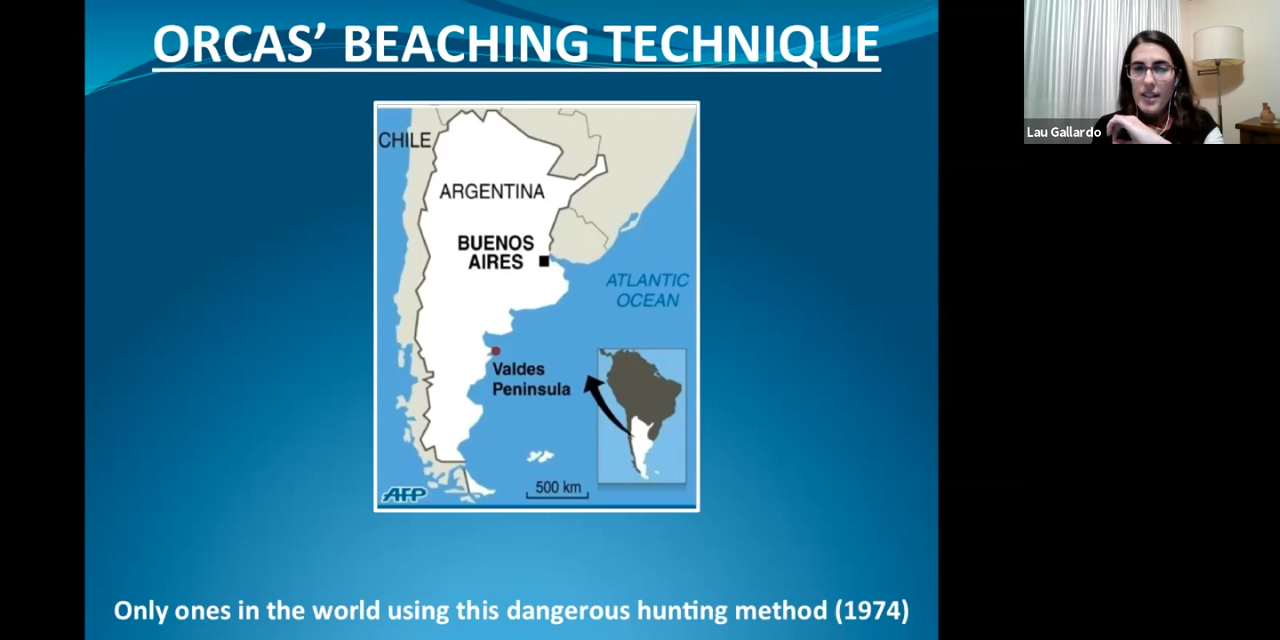 ORCAS’ BEACHING TECHNIQUE
Lau Gallardo
CHILE
ARGENTINA
BUENOS
AIRES
ATLANTIC
OCEAN
Valdes
Peninsula
500 km
AFP
Only ones in the world using this dangerous hunting method (1974)